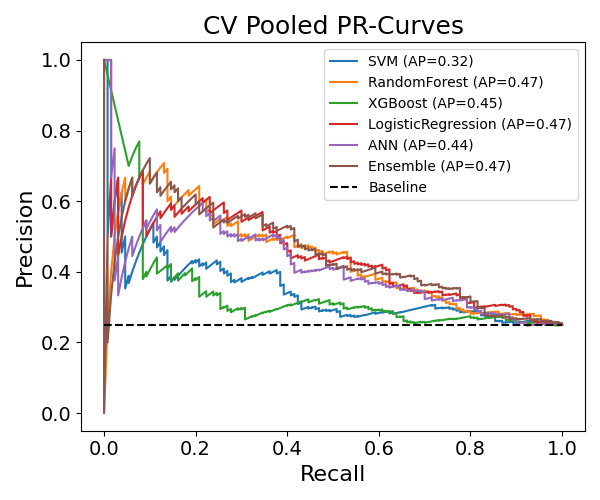 CV Pooled PR-Curves
SVM (AP=0.32)
RandomForest (AP=0.47)
XGBoost (AP=0.45)
LogisticRegression (AP=0.47)
ANN (AP=0.44)
Ensemble (AP=0.47)
Baseline
Precision
1.0
0.8
0.6
0.4
0.2
0.0
0.0 0.2 0.4 0.6 0.8 1.0
Recall